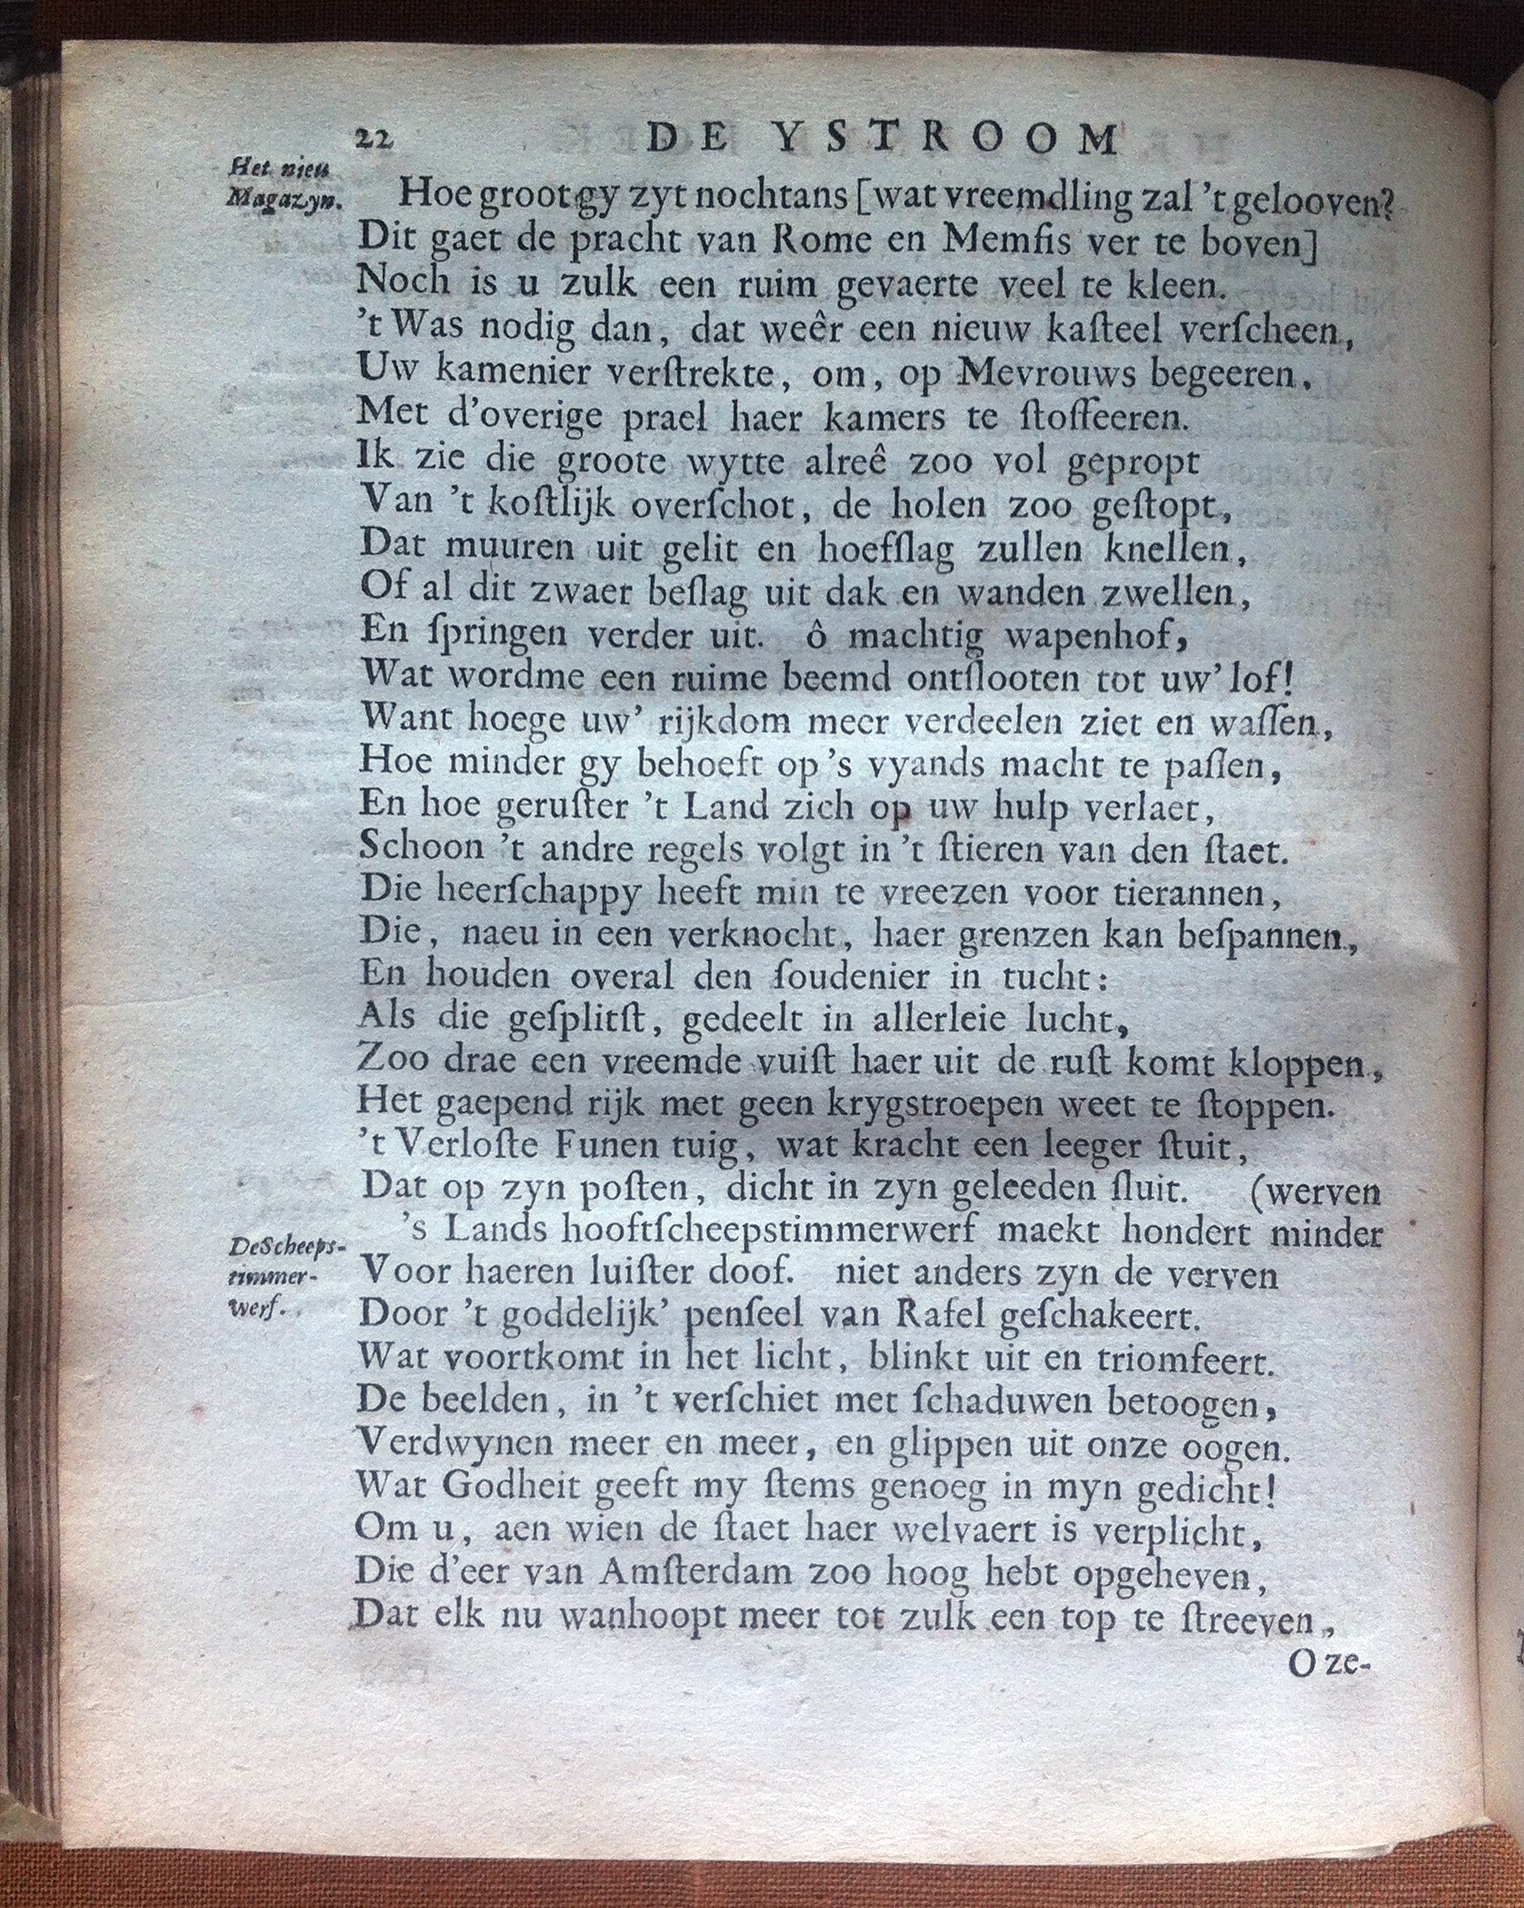 22 DE YSTROOM
Het nieu
Magazyn.
Hoe groot gy zyt nochtans [wat vreemdling zal 't gelooven?
Dit gaet de pracht van Rome en Memfis ver te boven]
Noch is u zulk een ruim gevaerte veel te kleen.
't Was nodig dan, dat weêr een nieuw kaſteel verſcheen,
Uw kamenier verſtrekte, om, op Mevrouws begeeren,
Met d'overige prael haer kamers te ſtoffeeren.
Ik zie die groote wytte alreê zoo vol gepropt
Van 't koſtlijk overſchot, de holen zoo geſtopt,
Dat muuren uit gelit en hoefſlag zullen knellen,
Of al dit zwaer beſlag uit dak en wanden zwellen,
En ſpringen verder uit. ô machtig wapenhof,
Wat wordme een ruime beemd ontſlooten tot uw' lof!
Want hoege uw' rijkdom meer verdeelen ziet en waſſen,
Hoe minder gy behoeft op 's vyands macht te paſſen,
En hoe geruſter 't Land zich op uw hulp verlaet,
Schoon 't andre regels volgt in 't ſtieren van den ſtaet.
Die heerſchappy heeft min te vreezen voor tierannen,
Die, naeu in een verknocht, haer grenzen kan beſpannen,
En houden overal den ſoudenier in tucht:
Als die geſplitſt, gedeelt in allerleie lucht,
Zoo drae een vreemde vuiſt haer uit de ruſt komt kloppen,
Het gaepend rijk met geen krygstroepen weet te ſtoppen.
't Verloſte Funen tuig, wat kracht een leeger ſtuit,
Dat op zyn poſten, dicht in zyn geleeden ſluit. (werven
's Lands hooftſcheepstimmerwerf maekt hondert minder
DeScheeps-
timmer-
werf.
Voor haeren luiſter doof. niet anders zyn de verven
Door 't goddelijk' penſeel van Rafel geſchakeert.
Wat voortkomt in het licht, blinkt uit en triomfeert.
De beelden, in 't verſchiet met ſchaduwen betoogen,
Verdwynen meer en meer, en glippen uit onze oogen.
Wat Godheit geeft my ſtems genoeg in myn gedicht!
Om u, aen wien de ſtaet haer welvaert is verplicht,
Die d'eer van Amſterdam zoo hoog hebt opgeheven,
Dat elk nu wanhoopt meer tot zulk een top te ſtreeven,
O ze-